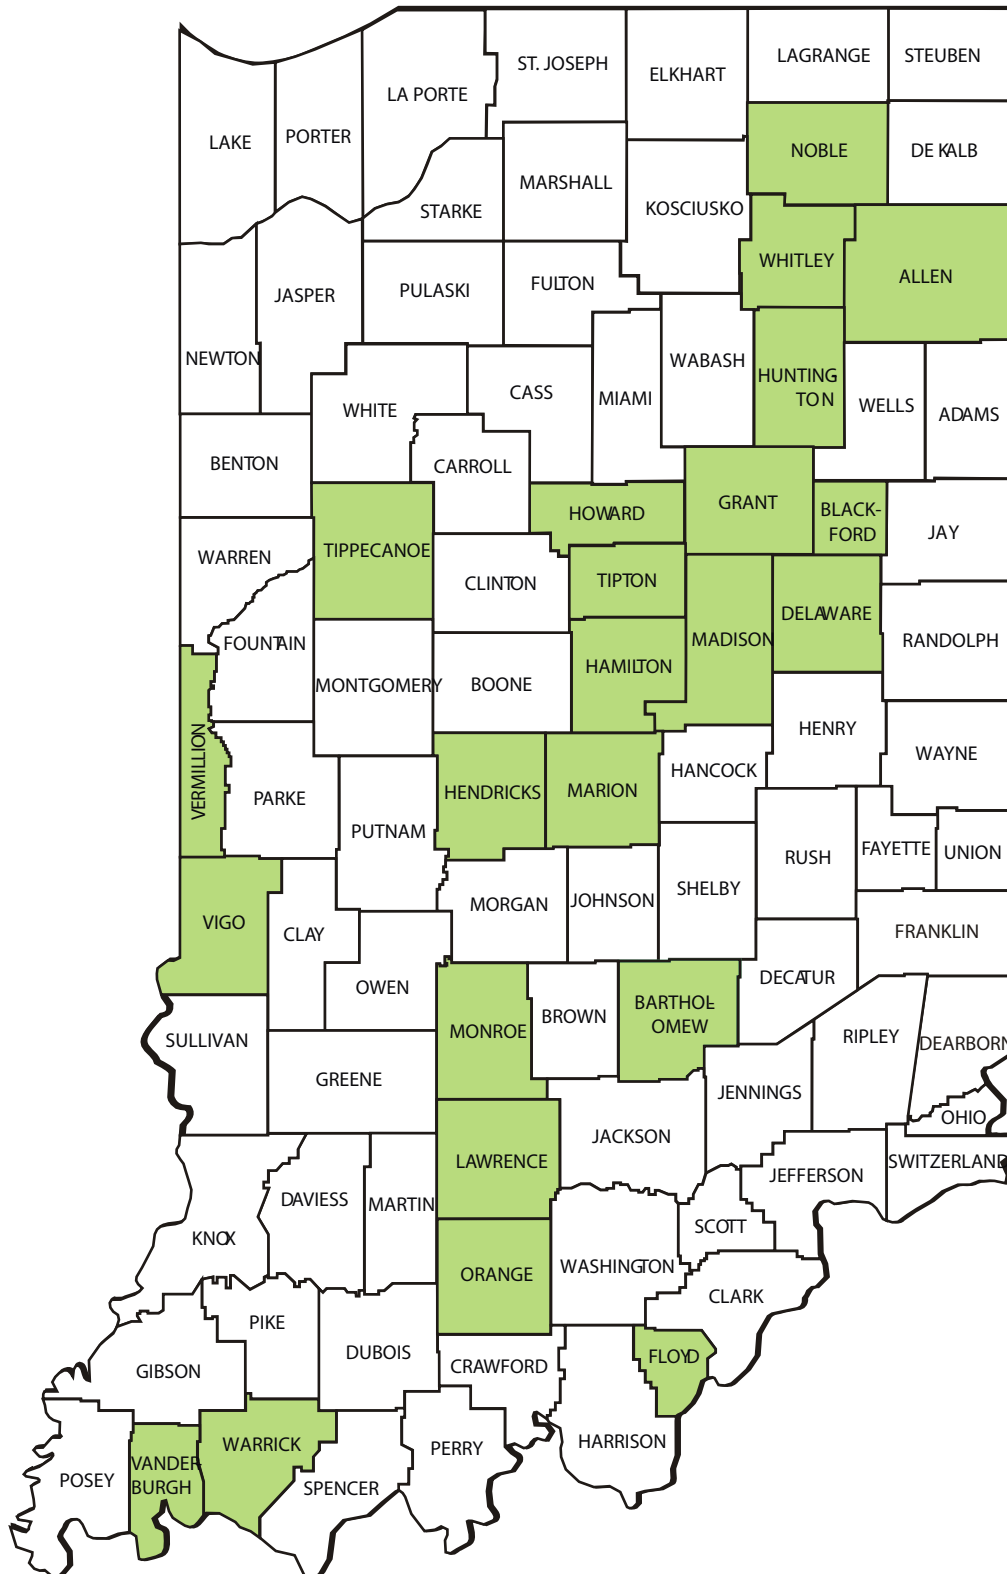 LAGRANGE
STEUBEN
ST. JOSEPH
ELKHART
LA PORTE
PORTER
LAKE
NOBLE
DE KALB
MARSHALL
KOSCIUSKO
STARKE
WHITLEY
ALLEN
FULTON
PULASKI
JASPER
NEWTON
WABASH
HUNTING
TON
CASS
MIAMI
WELLS
ADAMS
WHITE
BENTON
CARROLL
GRANT
HOWARD
BLACK-
FORD
JAY
TIPPECANOE
WARREN
CLINTON
TIPTON
DELAWARE
MADISON
RANDOLPH
FOUNTAIN
HAMILTON
MONTGOMERY
BOONE
HENRY
WAYNE
HANCOCK
VERMILLION
PARKE
HENDRICKS
MARION
PUTNAM
RUSH
FAYETTE
UNION
SHELBY
JOHNSON
MORGAN
VIGO
CLAY
FRANKLIN
DECATUR
OWEN
MONROE
BROWN
BARTHOL-
OMEW
SULLIVAN
RIPLEY
DEARBORN
GREENE
JENNINGS
OHIO
JACKSON
LAWRENCE
SWITZERLAND
JEFFERSON
DAVIESS
MARTIN
SCOTT
KNOX
WASHINGTON
ORANGE
CLARK
PIKE
DUBOIS
FLOYD
CRAWFORD
GIBSON
HARRISON
WARRICK
PERRY
VANDER-
BURGH
POSEY
SPENCER